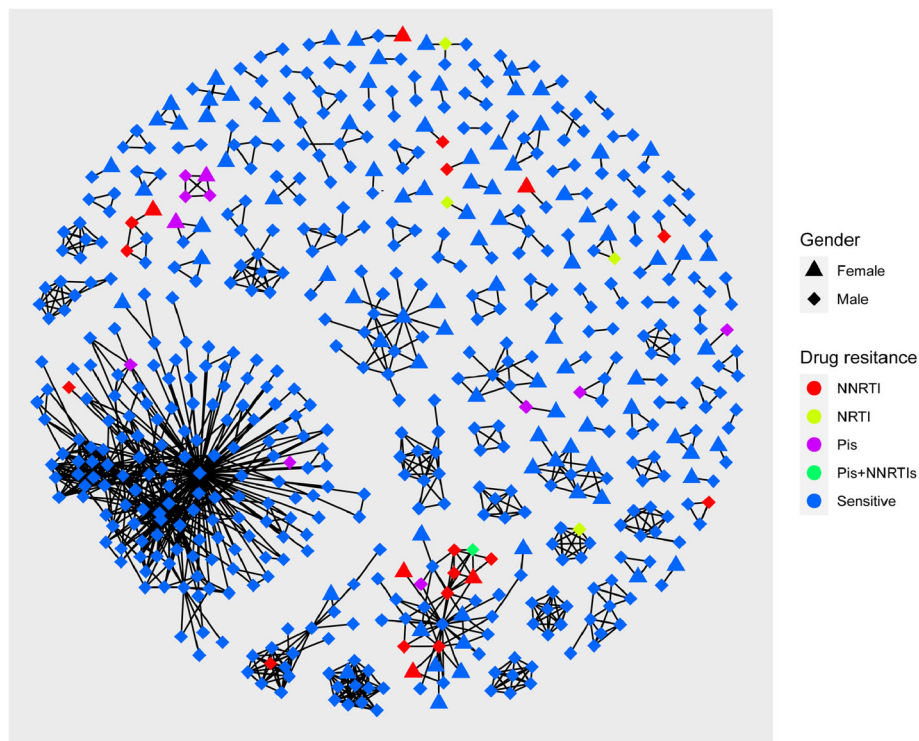 Gender
Female
Male
Drug resitance
NNRTI
NRTI
Pis
Pis+NNRTIs
Sensitive